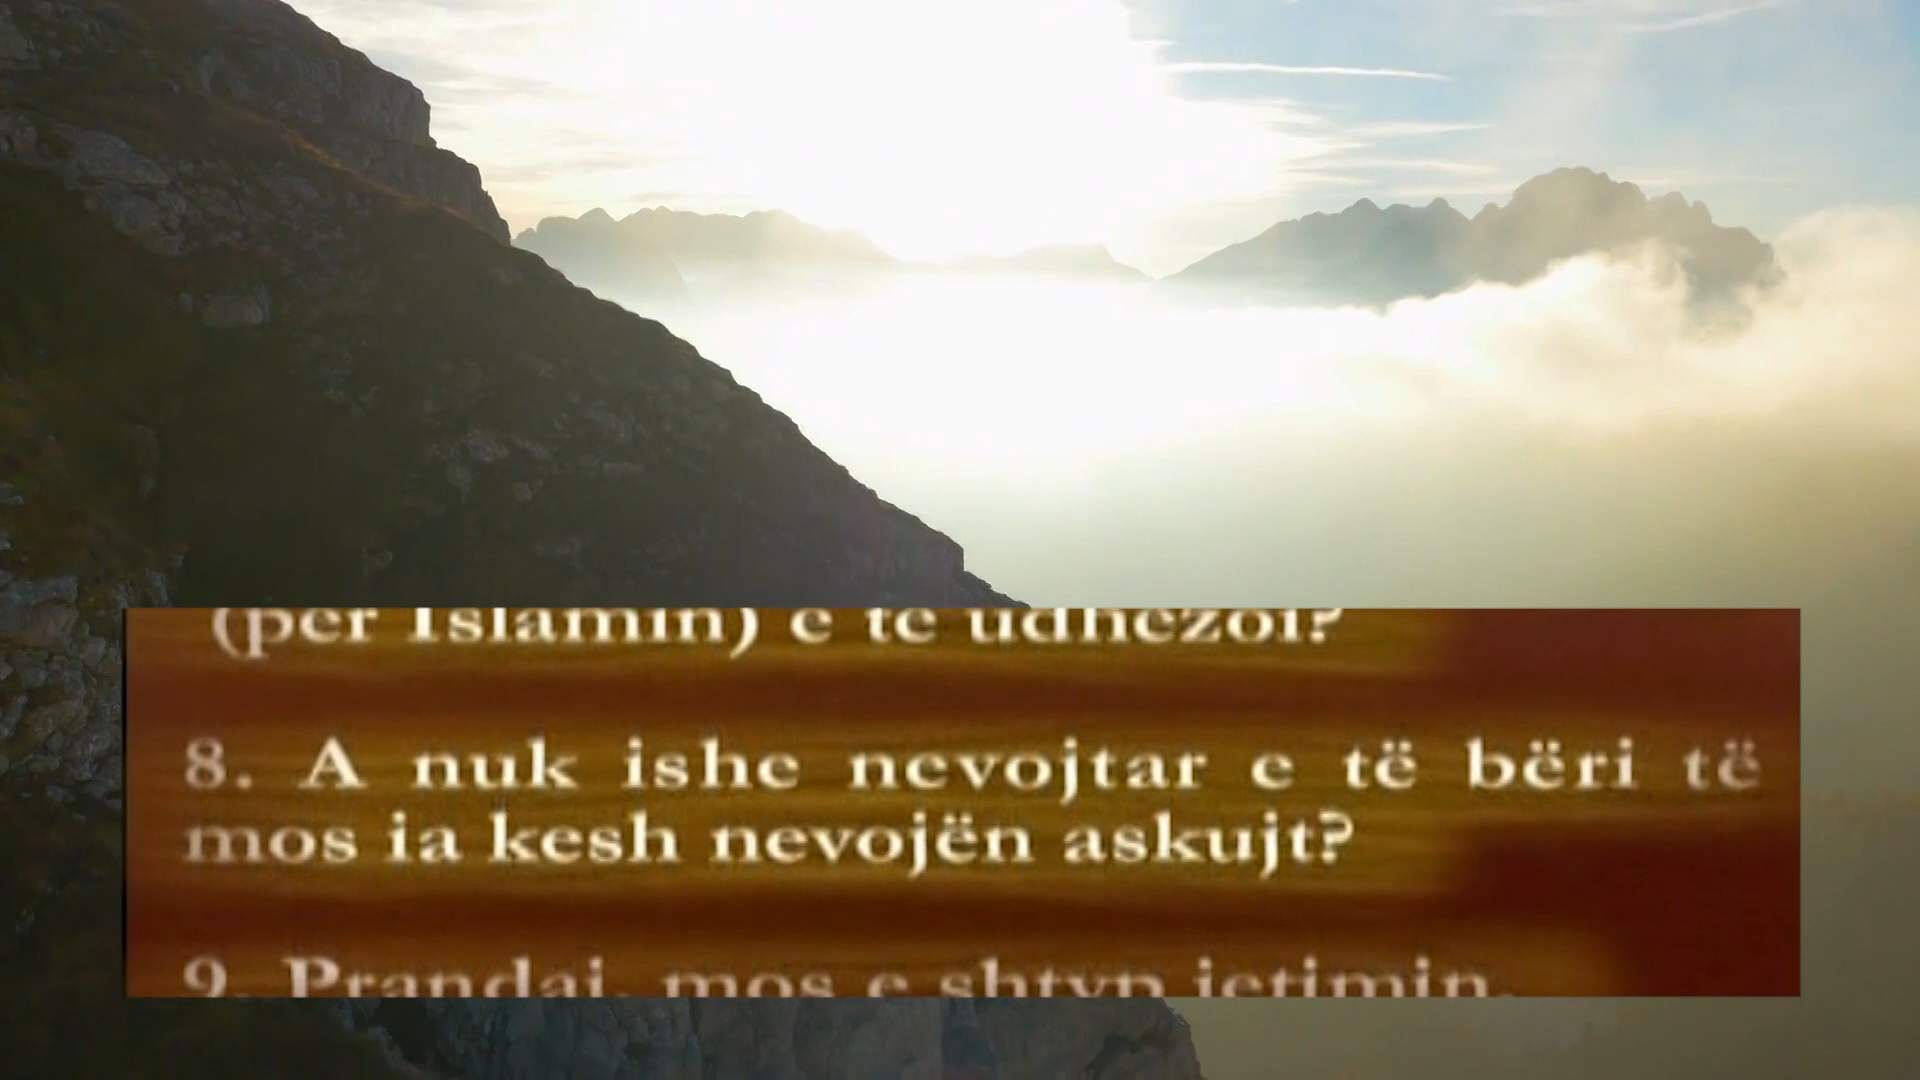 (për Islamin) e të udhëzoi?
8. A nuk ishe nevojtar e të bëri të
mos ia kesh nevojën askujt?
9. Prandaj, mos e shtyp jetimin.